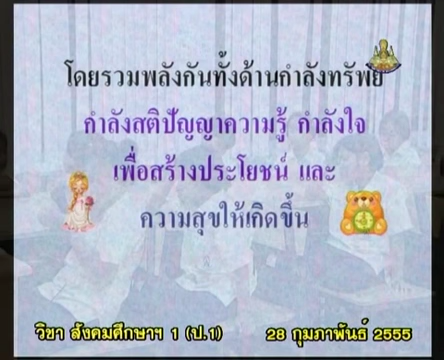 โดยรวมพลังกันทั้งด้านกำลังทรัพย์
กำลังสติปัญญาความรู้ กำลังใจ
เพื่อสร้างประโยชน์ และ
ความสุขให้เกิดขึ้น
วิชา สังคมศึกษาฯ 1 (ป.1) 28 กุมภาพันธ์ 2555